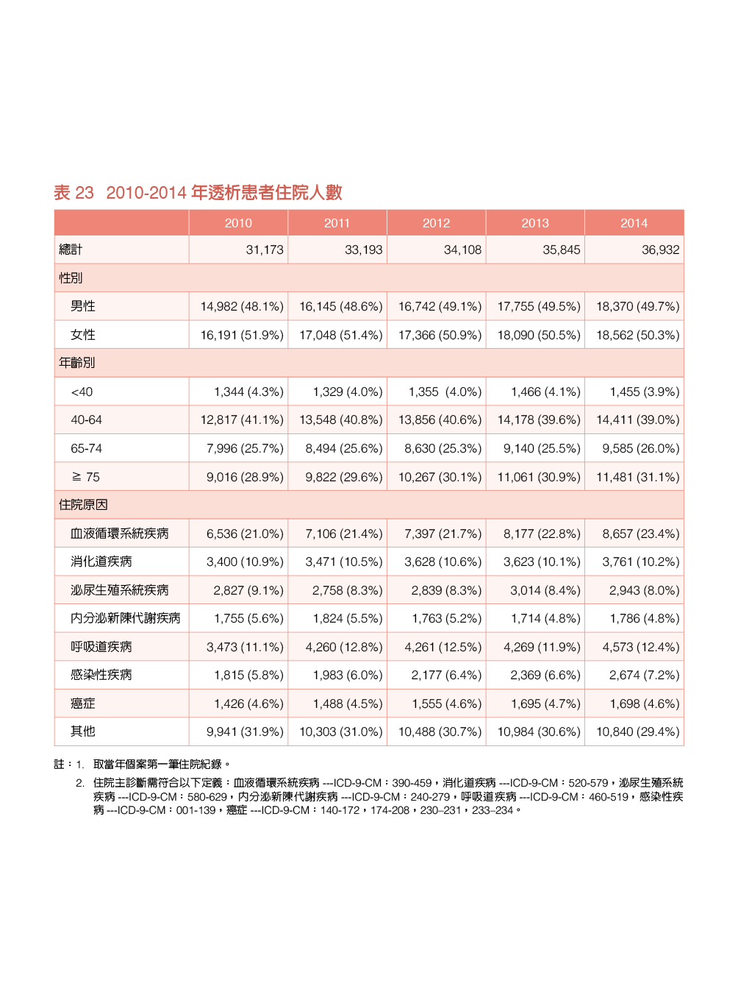 表 23 2010-2014 年透析患者住院人數
2010 2011 2012 2013 2014
總計 31,173 33,193 34,108 35,845 36,932
性別
男性 14,982 (48.1%) 16,145 (48.6%) 16,742 (49.1%) 17,755 (49.5%) 18,370 (49.7%)
女性 16,191 (51.9%) 17,048 (51.4%) 17,366 (50.9%) 18,090 (50.5%) 18,562 (50.3%)
年齡別
<40 1,344 (4.3%) 1,329 (4.0%) 1,355 (4.0%) 1,466 (4.1%) 1,455 (3.9%)
40-64 12,817 (41.1%) 13,548 (40.8%) 13,856 (40.6%) 14,178 (39.6%) 14,411 (39.0%)
65-74 7,996 (25.7%) 8,494 (25.6%) 8,630 (25.3%) 9,140 (25.5%) 9,585 (26.0%)
≧ 75 9,016 (28.9%) 9,822 (29.6%) 10,267 (30.1%) 11,061 (30.9%) 11,481 (31.1%)
住院原因
血液循環系統疾病 6,536 (21.0%) 7,106 (21.4%) 7,397 (21.7%) 8,177 (22.8%) 8,657 (23.4%)
消化道疾病 3,400 (10.9%) 3,471 (10.5%) 3,628 (10.6%) 3,623 (10.1%) 3,761 (10.2%)
泌尿生殖系統疾病 2,827 (9.1%) 2,758 (8.3%) 2,839 (8.3%) 3,014 (8.4%) 2,943 (8.0%)
內分泌新陳代謝疾病 1,755 (5.6%) 1,824 (5.5%) 1,763 (5.2%) 1,714 (4.8%) 1,786 (4.8%)
呼吸道疾病 3,473 (11.1%) 4,260 (12.8%) 4,261 (12.5%) 4,269 (11.9%) 4,573 (12.4%)
感染性疾病 1,815 (5.8%) 1,983 (6.0%) 2,177 (6.4%) 2,369 (6.6%) 2,674 (7.2%)
癌症 1,426 (4.6%) 1,488 (4.5%) 1,555 (4.6%) 1,695 (4.7%) 1,698 (4.6%)
其他 9,941 (31.9%) 10,303 (31.0%) 10,488 (30.7%) 10,984 (30.6%) 10,840 (29.4%)
註：1. 取當年個案第一筆住院紀錄。
2. 住院主診斷需符合以下定義：血液循環系統疾病 ---ICD-9-CM：390-459，消化道疾病 ---ICD-9-CM：520-579，泌尿生殖系統
疾病 ---ICD-9-CM：580-629，內分泌新陳代謝疾病 ---ICD-9-CM：240-279，呼吸道疾病 ---ICD-9-CM：460-519，感染性疾
病 ---ICD-9-CM：001-139，癌症 ---ICD-9-CM：140-172，174-208，230–231，233–234。